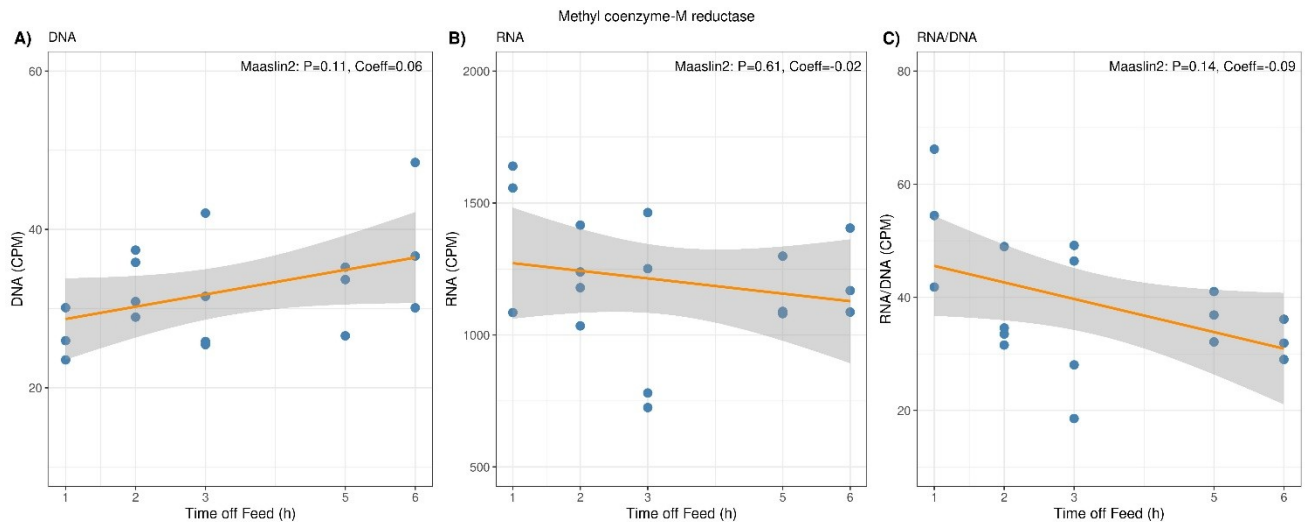 Methyl coenzyme-M reductase
A) DNA
Maaslin2: P=0.11, Coeff=0.06
60
40
20
DNA (CPM)
1 2 3 5 6
Time off Feed (h)
B) RNA
Maaslin2: P=0.61, Coeff=-0.02
2000
1500
1000
500
RNA (CPM)
1 2 3 5 6
Time off Feed (h)
C) RNA/DNA
Maaslin2: P=0.14, Coeff=-0.09
80
60
40
20
RNA/DNA (CPM)
1 2 3 5 6
Time off Feed (h)